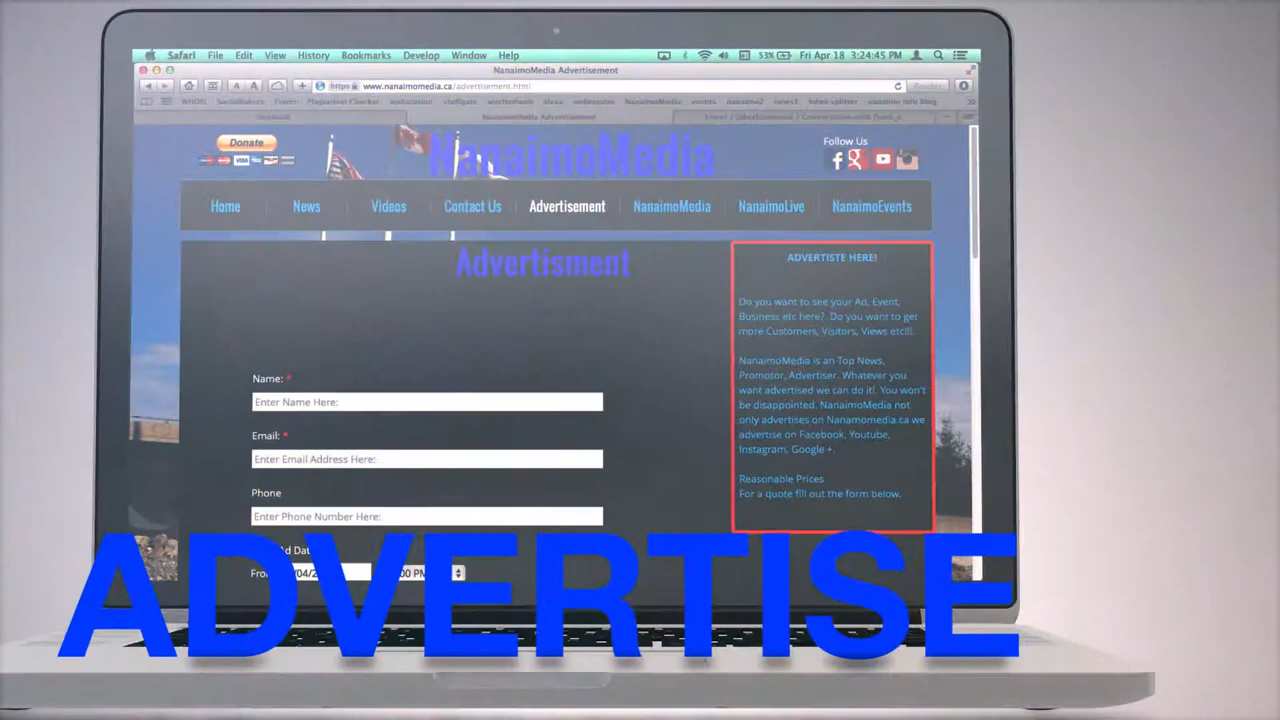 Safari File Edit View History Bookmarks Develop Window Help 53% Fri Apr 18 3:24:45 PM
NanaimoMedia Advertisement
https www.nanaimomedia.ca/advertisement.html Reader
NanaimoMedia Advertisement
Donate
NanaimoMedia
Follow Us
Home News Videos Contact Us Advertisement NanaimoMedia NanaimoLive NanaimoEvents
Advertisment
Name: *
Enter Name Here:
Email: *
Enter Email Address Here:
Phone
Enter Phone Number Here:
ADVERTISTE HERE!
Do you want to see your Ad, Event,
Business etc here?. Do you want to get
more Customers, Visitors, Views etc!!!.
NanaimoMedia is an Top News,
Promotor, Advertiser. Whatever you
want advertised we can do it!. You won't
be disappointed. NanaimoMedia not
only advertises on Nanamomedia.ca we
advertise on Facebook, Youtube,
Instagram, Google +.
Reasonable Prices
For a quote fill out the form below.
ADVERTISE